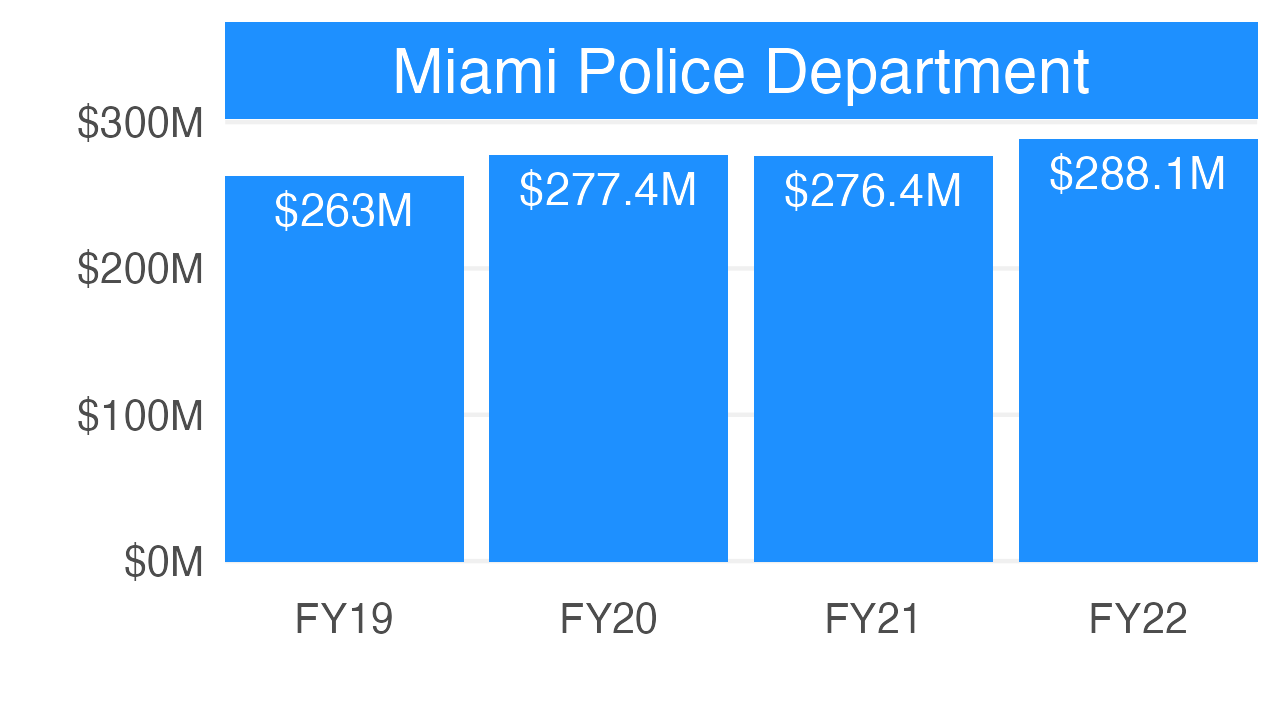 Miami Police Department
$300M
$200M
$100M
$0M
$263M
$277.4M
$276.4M
$288.1M
FY19
FY20
FY21
FY22